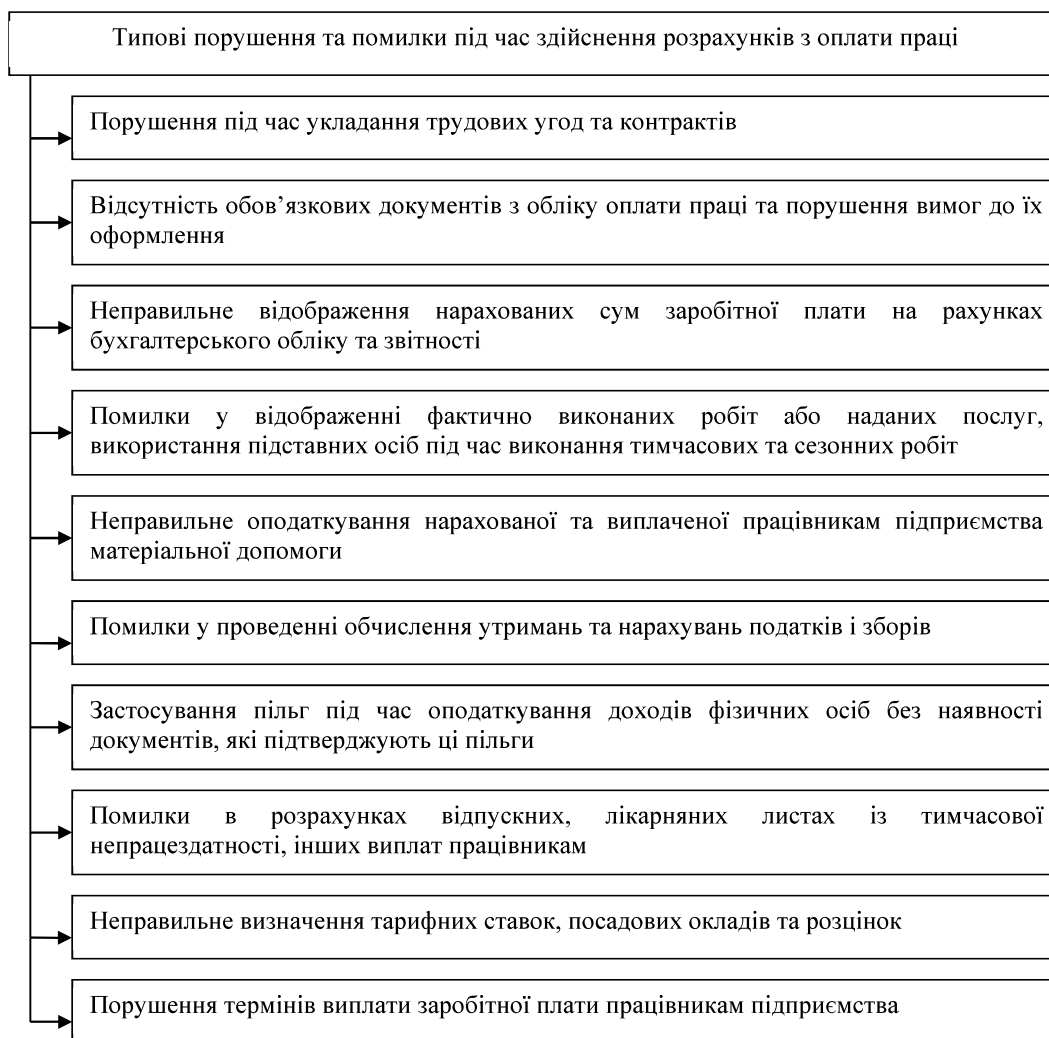 Типові порушення та помилки під час здійснення розрахунків з оплати праці
Порушення під час укладання трудових угод та контрактів
Відсутність обов’язкових документів з обліку оплати праці та порушення вимог до їх
оформлення
Неправильне відображення нарахованих сум заробітної плати на рахунках
бухгалтерського обліку та звітності
Помилки у відображенні фактично виконаних робіт або наданих послуг,
використання підставних осіб під час виконання тимчасових та сезонних робіт
Неправильне оподаткування нарахованої та виплаченої працівникам підприємства
матеріальної допомоги
Помилки у проведенні обчислення утримань та нарахувань податків і зборів
Застосування пільг під час оподаткування доходів фізичних осіб без наявності
документів, які підтверджують ці пільги
Помилки в розрахунках відпускних, лікарняних листах із тимчасової
непрацездатності, інших виплат працівникам
Неправильне визначення тарифних ставок, посадових окладів та розцінок
Порушення термінів виплати заробітної плати працівникам підприємства